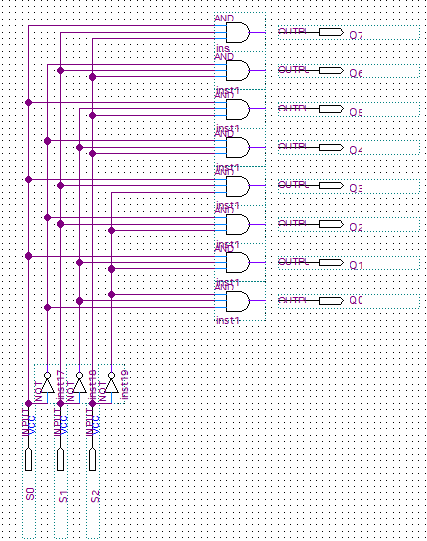 AND
OUTPU
Q7
ins
AND
OUTPU
Q6
inst1
AND
OUTPU
Q5
inst1
AND
OUTPU
Q4
inst1
AND
OUTPU
Q3
inst1
AND
OUTPU
Q2
inst1
AND
OUTPU
Q1
inst1
AND
OUTPU
Q0
inst1
NOT
inst17
NOT
inst18
NOT
inst19
INPUT
VCC
INPUT
VCC
INPUT
VCC
S0
S1
S2